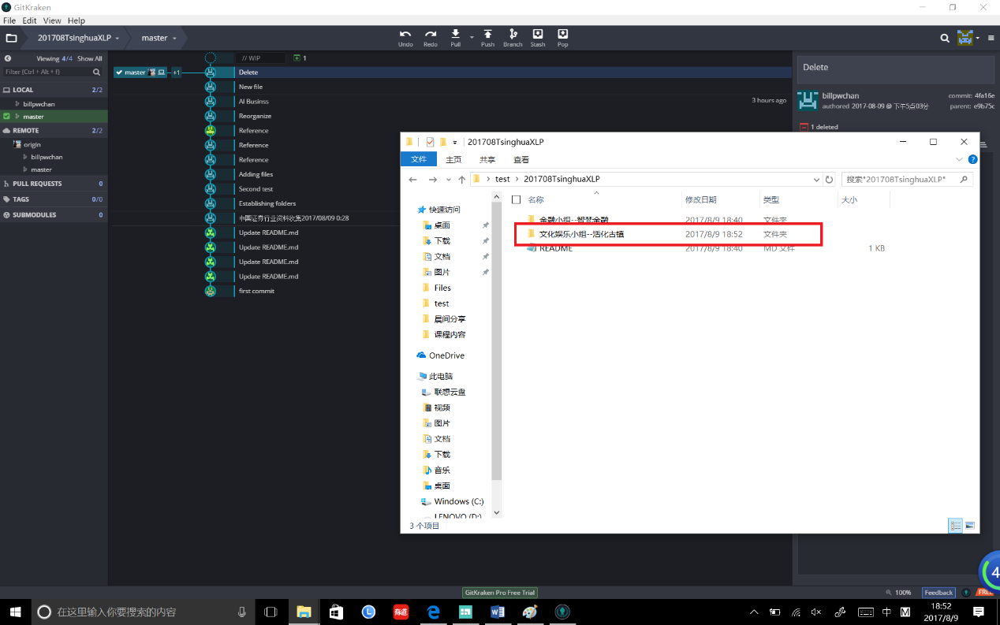 GitKraken
File Edit View Help
201708TsinghuaXLP master
Undo Redo Pull Push Branch Stash Pop
Viewing 4/4 Show All
Filter (Ctrl + Alt + f)
LOCAL 2/2
billpwchan
master
REMOTE 2/2
origin
billpwchan
master
PULL REQUESTS 0
TAGS 0/0
SUBMODULES 0
// WIP 1
master +1 Delete
New file
AI Businss
3 hours ago
Reorganize
Reference
Reference
Reference
Adding files
Second test
Establishing folders
中国证券行业资料收集2017/08/09 0:28
Update README.md
Update README.md
Update README.md
Update README.md
first commit
Delete
billpwchan
authored 2017-08-09 @ 下午5点03分
commit: 4fa16e
parent: e9b75c
1 deleted
201708TsinghuaXLP
文件 主页 共享 查看
test 201708TsinghuaXLP
搜索"201708TsinghuaXLP"
名称 修改日期 类型 大小
金融小组--智慧金融 2017/8/9 18:40 文件夹
文化娱乐小组--活化古镇 2017/8/9 18:52 文件夹
README 2017/8/9 18:40 MD 文件 1 KB
快速访问
桌面
下载
文档
图片
Files
test
晨间分享
课程内容
OneDrive
此电脑
联想云盘
视频
图片
文档
下载
音乐
桌面
Windows (C:)
LENOVO (D:)
3 个项目
GitKraken Pro Free Trial
100% Feedback FREE
在这里输入你要搜索的内容
中 M
18:52
2017/8/9